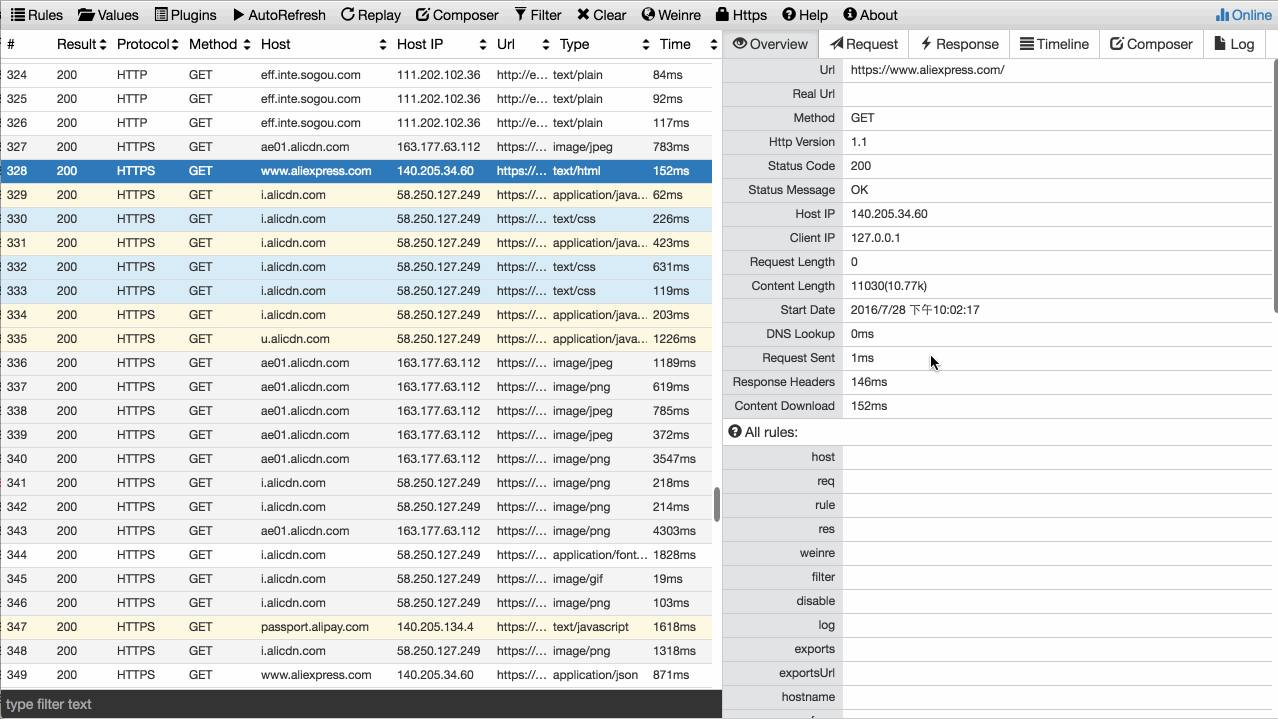 Rules Values Plugins AutoRefresh Replay Composer Filter Clear Weinre Https Help About Online
# Result Protocol Method Host Host IP Url Type Time
324 200 HTTP GET eff.inte.sogou.com 111.202.102.36 http://e... text/plain 84ms
325 200 HTTP GET eff.inte.sogou.com 111.202.102.36 http://e... text/plain 92ms
326 200 HTTP GET eff.inte.sogou.com 111.202.102.36 http://e... text/plain 117ms
327 200 HTTPS GET ae01.alicdn.com 163.177.63.112 https://... image/jpeg 783ms
328 200 HTTPS GET www.aliexpress.com 140.205.34.60 https://... text/html 152ms
329 200 HTTPS GET i.alicdn.com 58.250.127.249 https://... application/java... 62ms
330 200 HTTPS GET i.alicdn.com 58.250.127.249 https://... text/css 226ms
331 200 HTTPS GET i.alicdn.com 58.250.127.249 https://... application/java... 423ms
332 200 HTTPS GET i.alicdn.com 58.250.127.249 https://... text/css 631ms
333 200 HTTPS GET i.alicdn.com 58.250.127.249 https://... text/css 119ms
334 200 HTTPS GET i.alicdn.com 58.250.127.249 https://... application/java... 203ms
335 200 HTTPS GET u.alicdn.com 58.250.127.249 https://... application/java... 1226ms
336 200 HTTPS GET ae01.alicdn.com 163.177.63.112 https://... image/jpeg 1189ms
337 200 HTTPS GET ae01.alicdn.com 163.177.63.112 https://... image/png 619ms
338 200 HTTPS GET ae01.alicdn.com 163.177.63.112 https://... image/jpeg 785ms
339 200 HTTPS GET ae01.alicdn.com 163.177.63.112 https://... image/jpeg 372ms
340 200 HTTPS GET ae01.alicdn.com 163.177.63.112 https://... image/png 3547ms
341 200 HTTPS GET i.alicdn.com 58.250.127.249 https://... image/png 218ms
342 200 HTTPS GET i.alicdn.com 58.250.127.249 https://... image/png 214ms
343 200 HTTPS GET ae01.alicdn.com 163.177.63.112 https://... image/png 4303ms
344 200 HTTPS GET i.alicdn.com 58.250.127.249 https://... application/font... 1828ms
345 200 HTTPS GET i.alicdn.com 58.250.127.249 https://... image/gif 19ms
346 200 HTTPS GET i.alicdn.com 58.250.127.249 https://... image/png 103ms
347 200 HTTPS GET passport.alipay.com 140.205.134.4 https://... text/javascript 1618ms
348 200 HTTPS GET i.alicdn.com 58.250.127.249 https://... image/png 1318ms
349 200 HTTPS GET www.aliexpress.com 140.205.34.60 https://... application/json 871ms
type filter text
Overview Request Response Timeline Composer Log
Url https://www.aliexpress.com/
Real Url
Method GET
Http Version 1.1
Status Code 200
Status Message OK
Host IP 140.205.34.60
Client IP 127.0.0.1
Request Length 0
Content Length 11030(10.77k)
Start Date 2016/7/28 下午10:02:17
DNS Lookup 0ms
Request Sent 1ms
Response Headers 146ms
Content Download 152ms
All rules:
host
req
rule
res
weinre
filter
disable
log
exports
exportsUrl
hostname